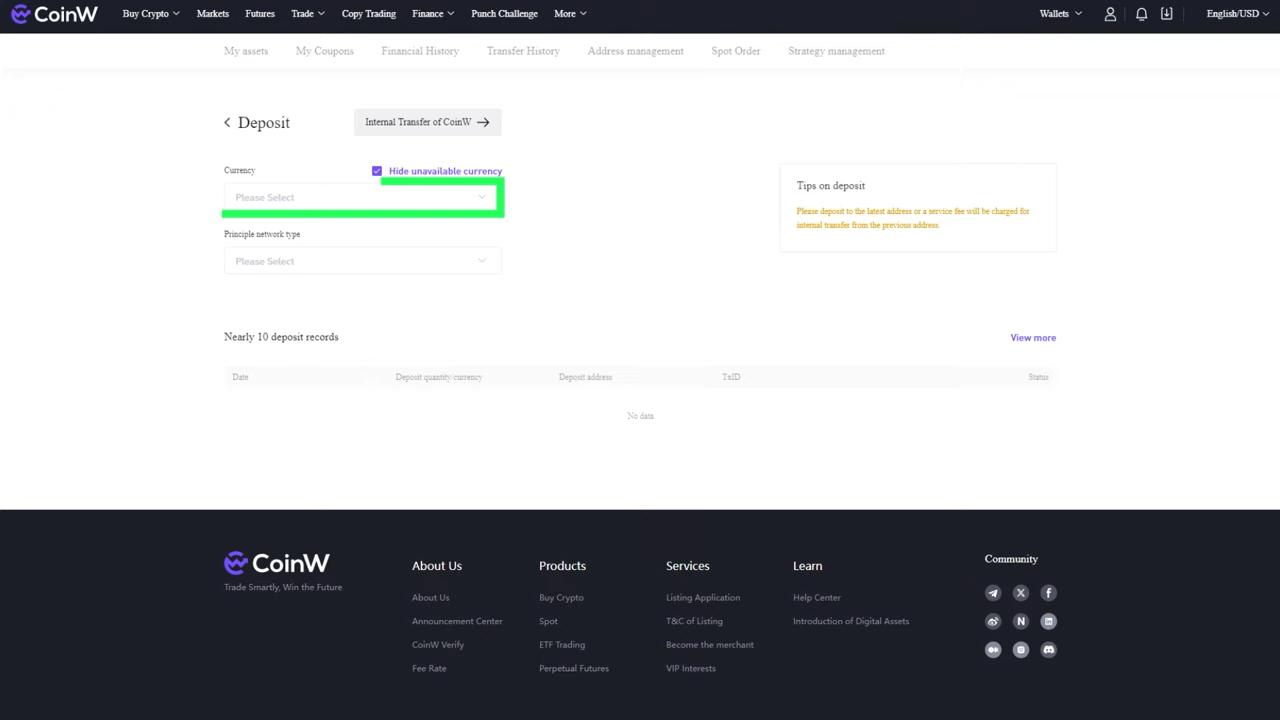 CoinW Buy Crypto Markets Futures Trade Copy Trading Finance Punch Challenge More Wallets English/USD
My assets My Coupons Financial History Transfer History Address management Spot Order Strategy management
Deposit Internal Transfer of CoinW
Currency Hide unavailable currency
Please Select
Principle network type
Please Select
Tips on deposit
Please deposit to the latest address or a service fee will be charged for
internal transfer from the previous address.
Nearly 10 deposit records View more
Date Deposit quantity/currency Deposit address TxID Status
No data
CoinW
Trade Smartly, Win the Future
About Us
About Us
Announcement Center
CoinW Verify
Fee Rate
Products
Buy Crypto
Spot
ETF Trading
Perpetual Futures
Services
Listing Application
T&C of Listing
Become the merchant
VIP Interests
Learn
Help Center
Introduction of Digital Assets
Community